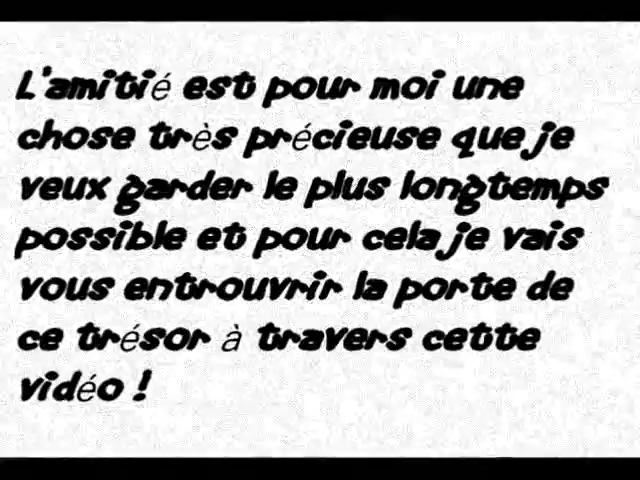 L'amitié est pour moi une
chose très précieuse que je
veux garder le plus longtemps
possible et pour cela je vais
vous entrouvrir la porte de
ce trésor à travers cette
vidéo !